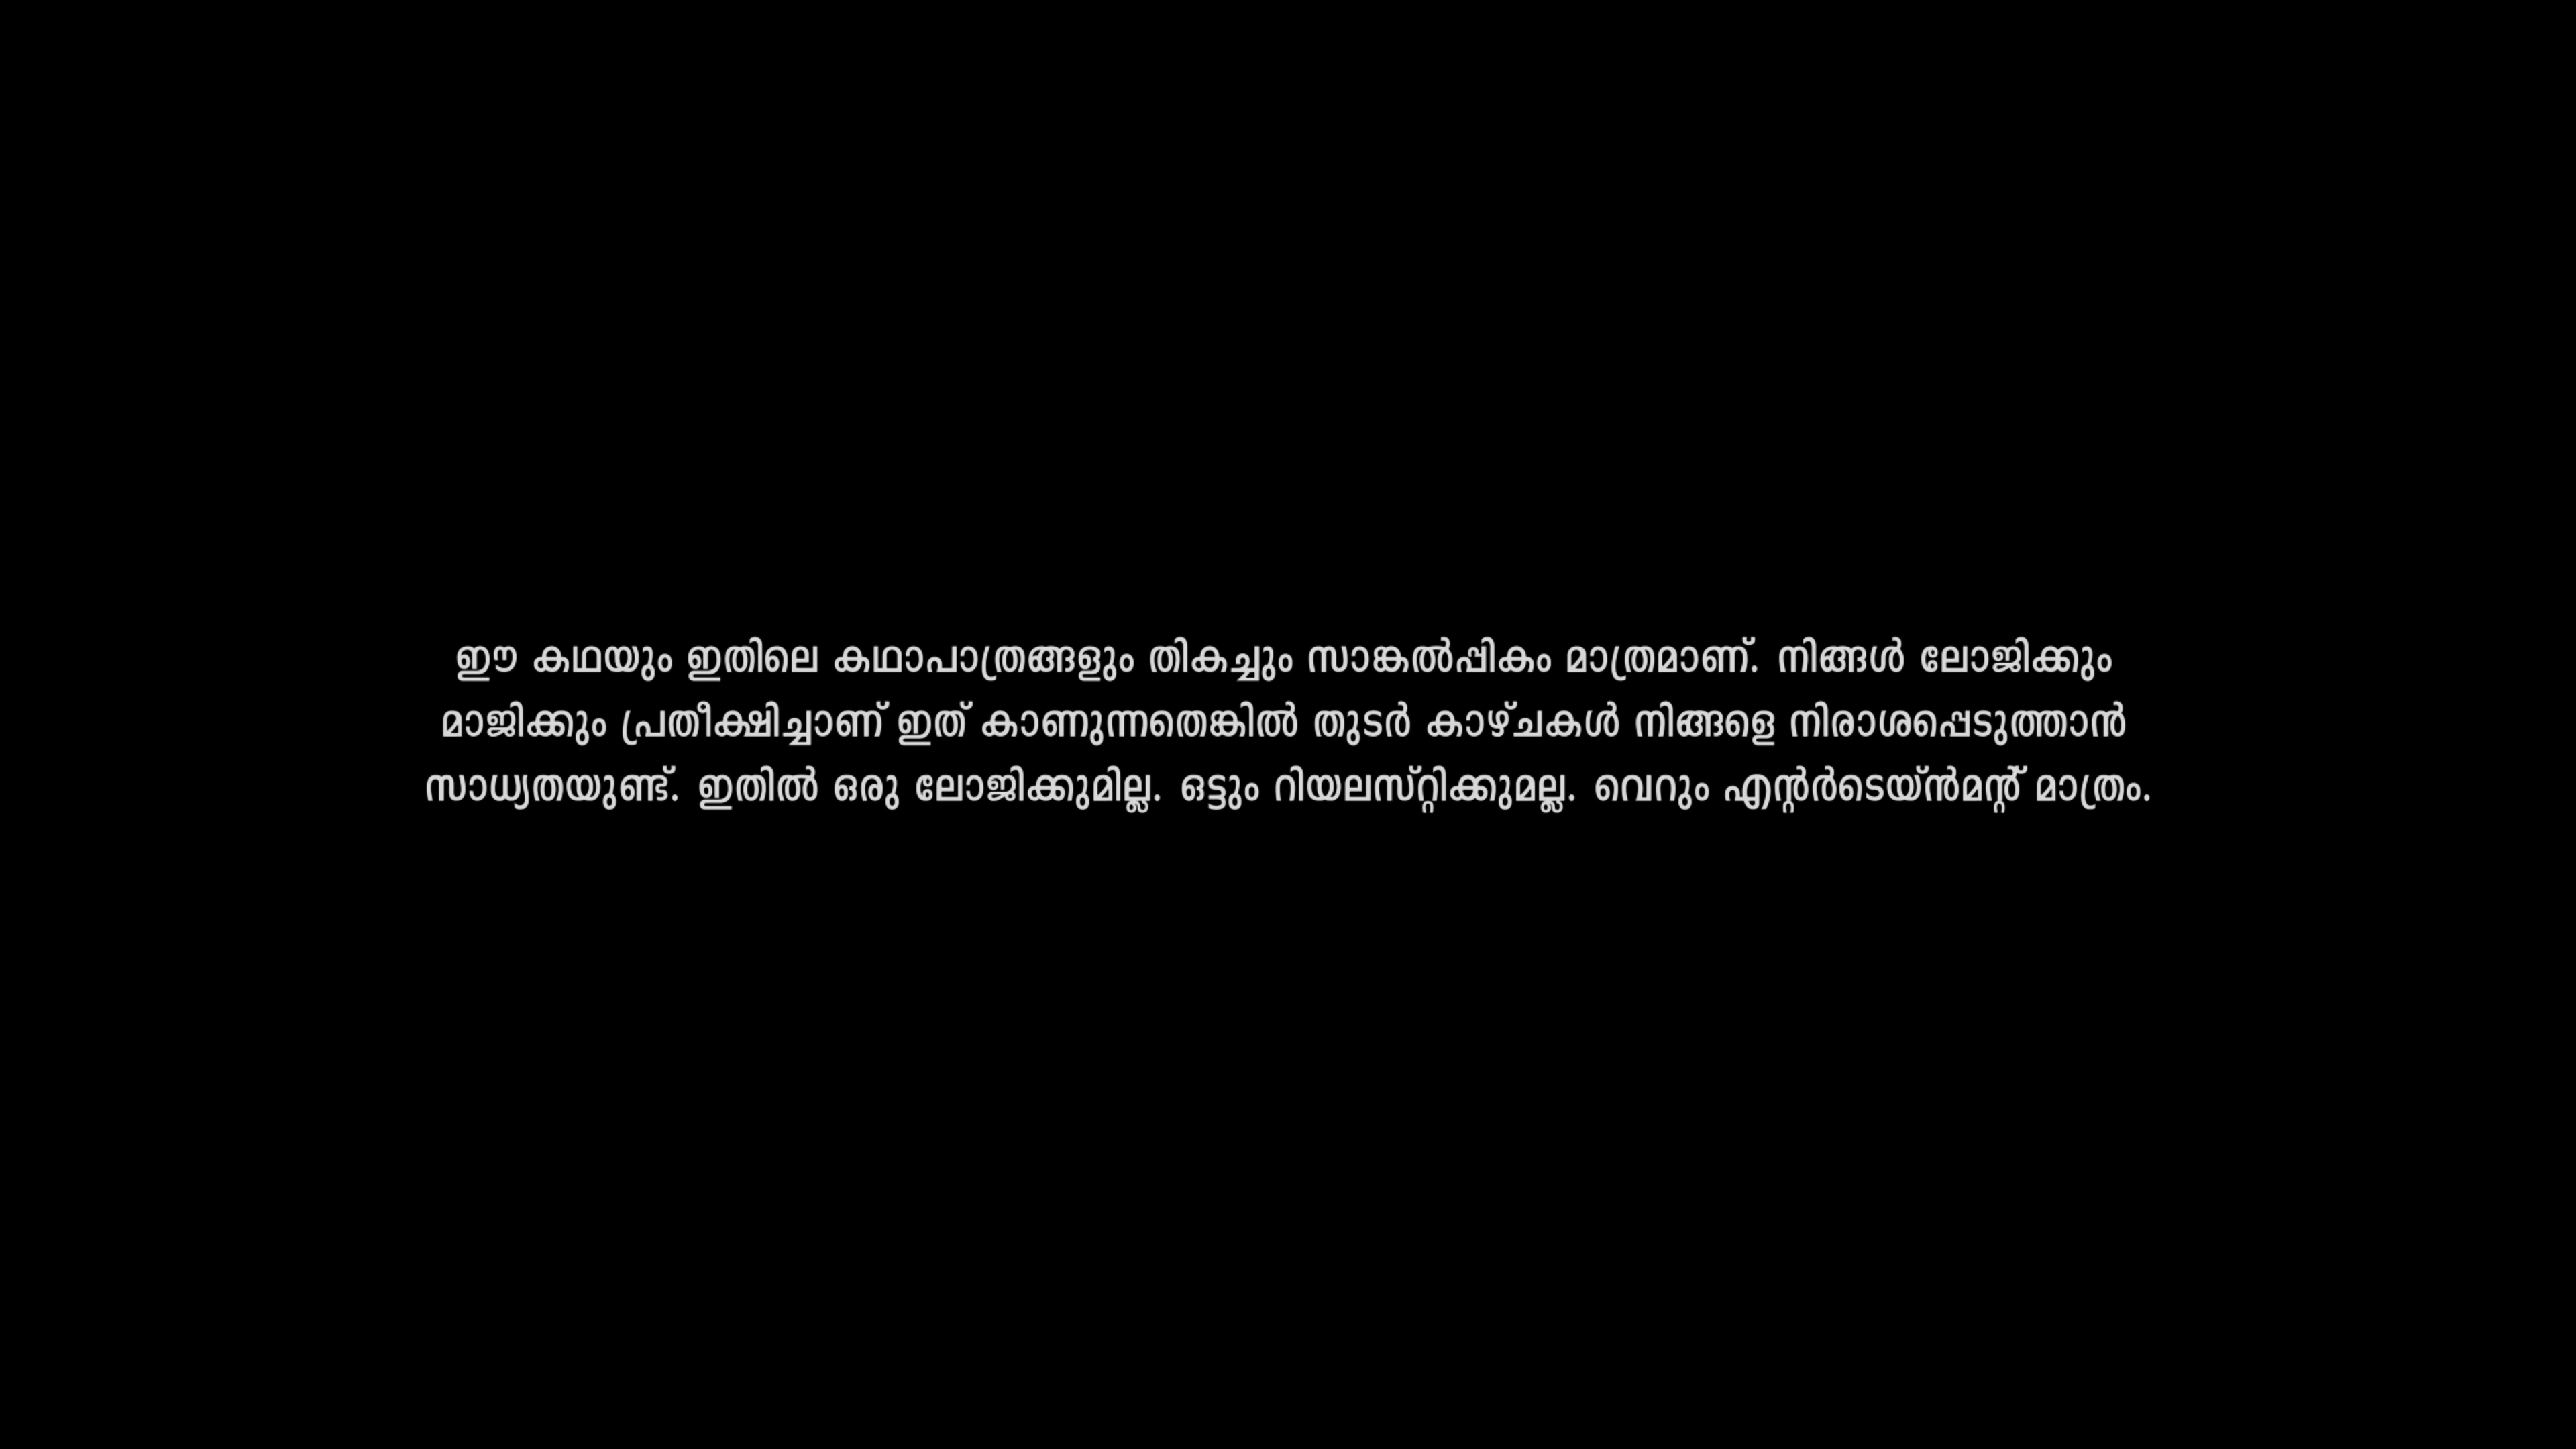 ഈ കഥയും ഇതിലെ കഥാപാത്രങ്ങളും തികച്ചും സാങ്കൽപ്പികം മാത്രമാണ്. നിങ്ങൾ ലോജിക്കും
മാജിക്കും പ്രതീക്ഷിച്ചാണ് ഇത് കാണുന്നതെങ്കിൽ തുടർ കാഴ്ചകൾ നിങ്ങളെ നിരാശപ്പെടുത്താൻ
സാധ്യതയുണ്ട്. ഇതിൽ ഒരു ലോജിക്കുമില്ല. ഒട്ടും റിയലസ്റ്റിക്കുമല്ല. വെറും എന്റർടെയ്ൻമന്റ് മാത്രം.